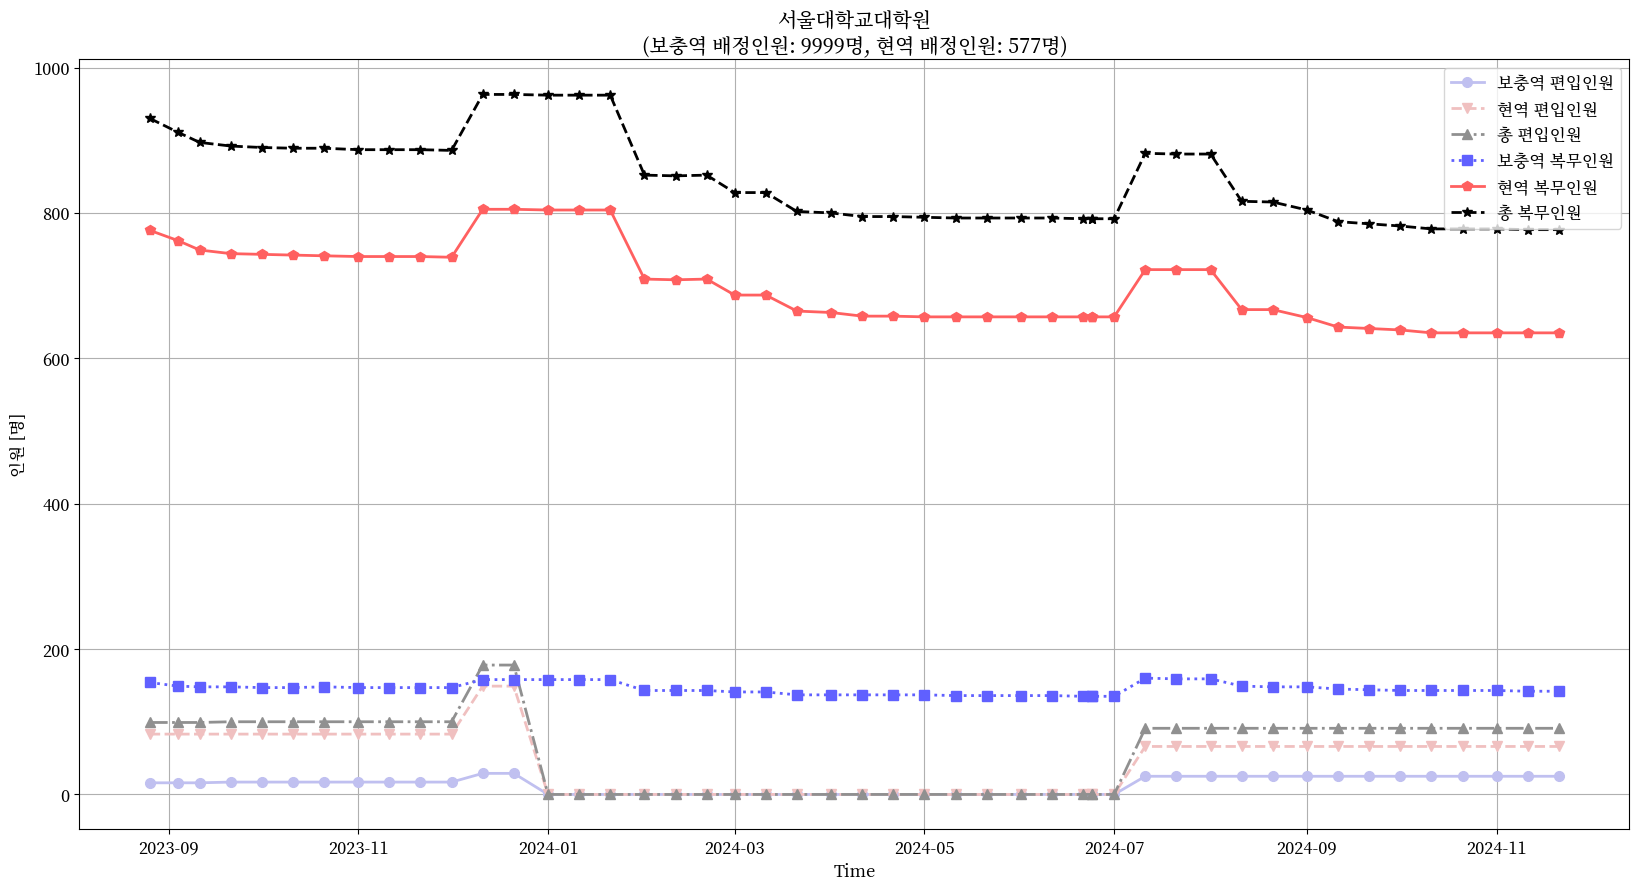 서울대학교대학원
(보충역 배정인원: 9999명, 현역 배정인원: 577명)
1000
800
600
400
200
0
인원 [명]
보충역 편입인원
현역 편입인원
총 편입인원
보충역 복무인원
현역 복무인원
총 복무인원
2023-09
2023-11
2024-01
2024-03
2024-05
2024-07
2024-09
2024-11
Time